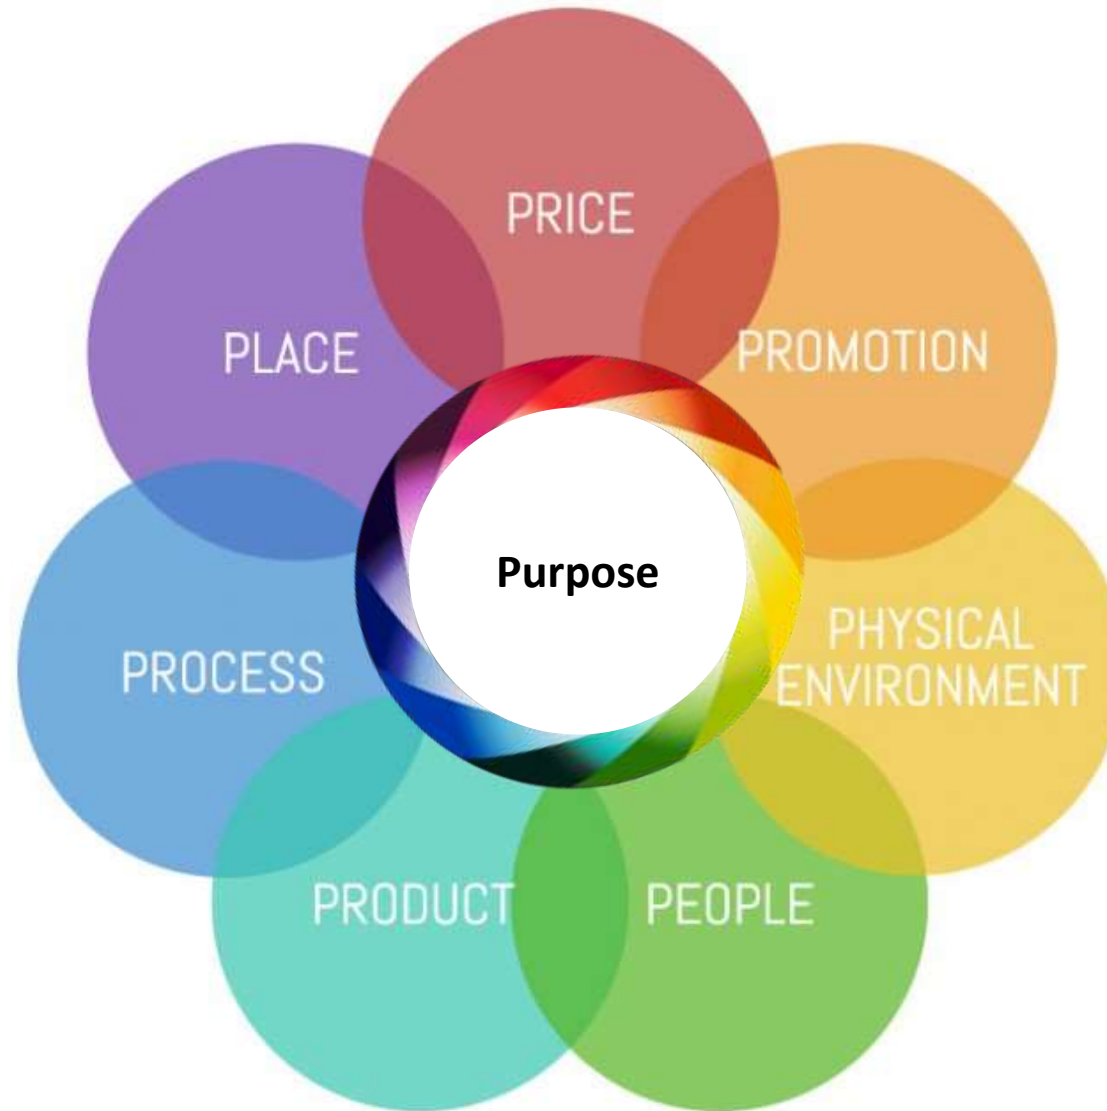 PRICE
PROMOTION
PLACE
Purpose
PHYSICAL
ENVIRONMENT
PROCESS
PRODUCT
PEOPLE